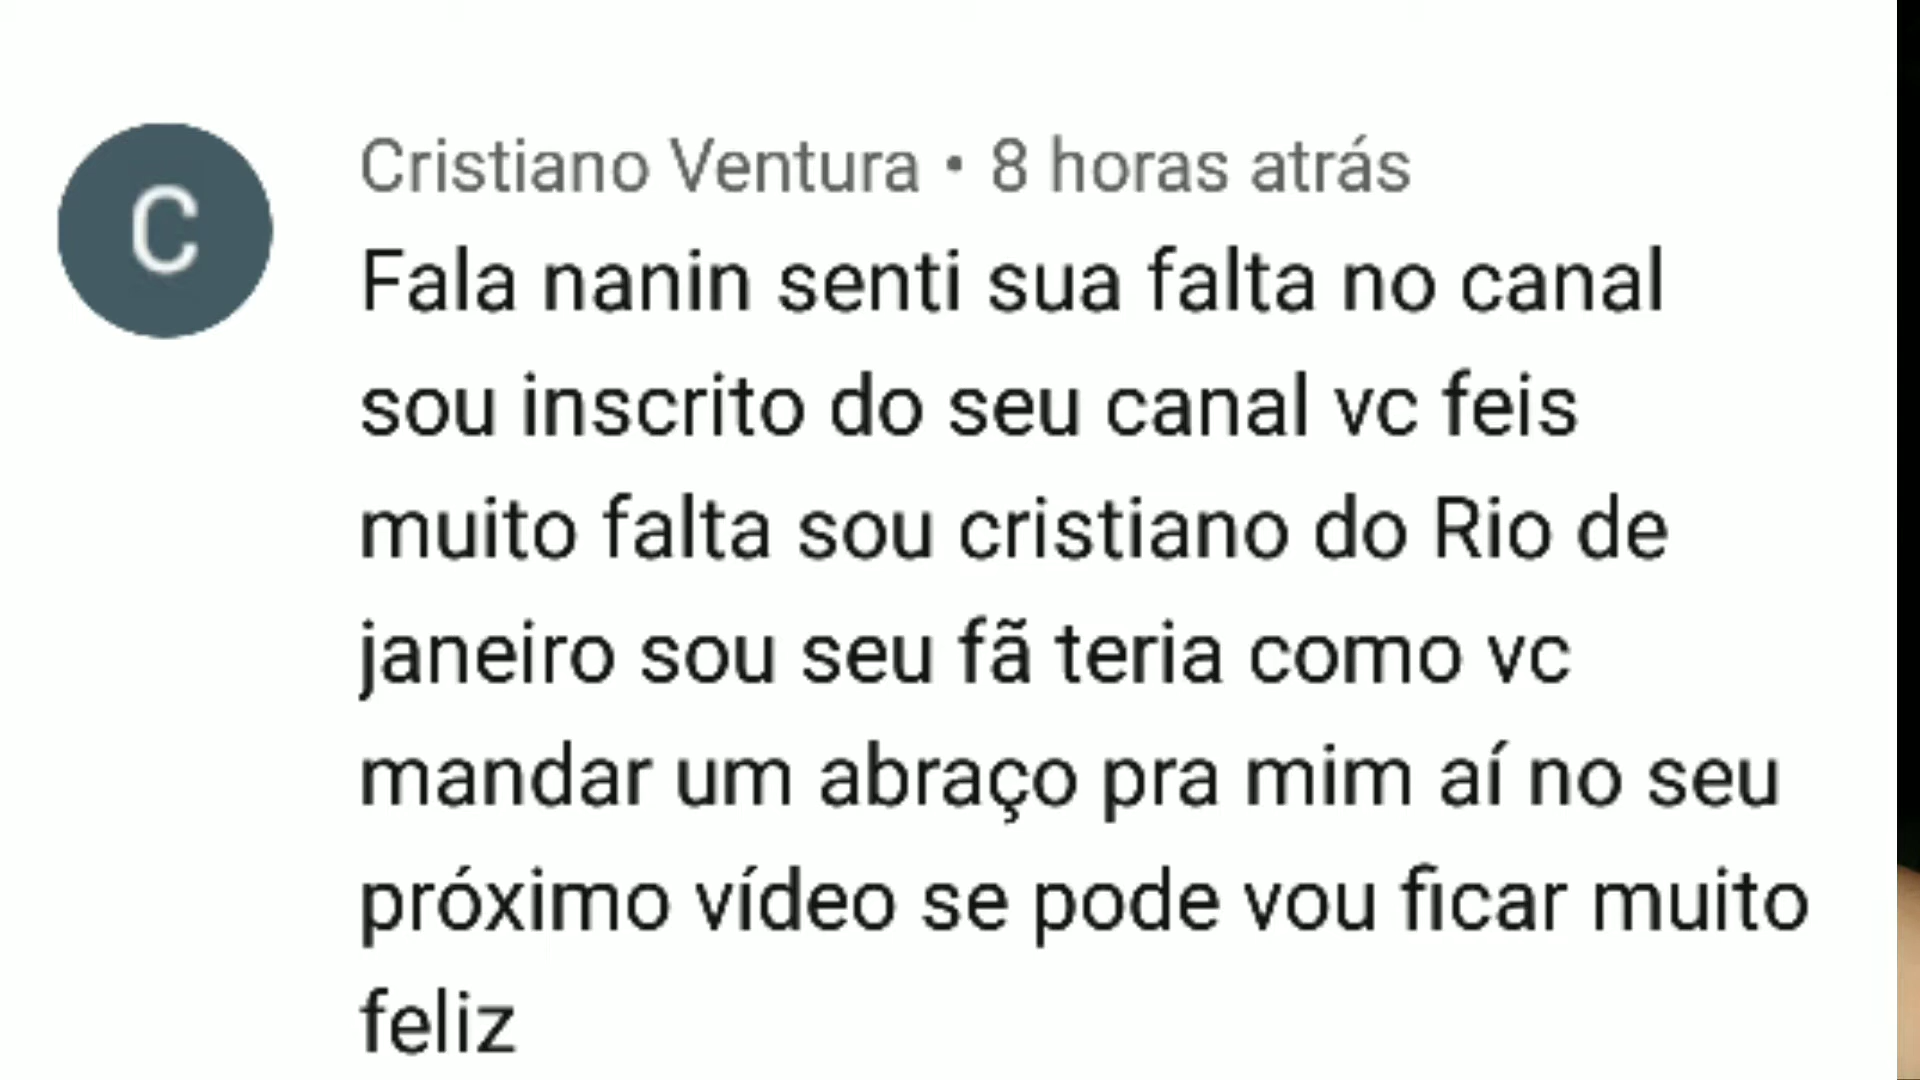 C
Cristiano Ventura • 8 horas atrás
Fala nanin senti sua falta no canal
sou inscrito do seu canal vc feis
muito falta sou cristiano do Rio de
janeiro sou seu fã teria como vc
mandar um abraço pra mim aí no seu
próximo vídeo se pode vou ficar muito
feliz